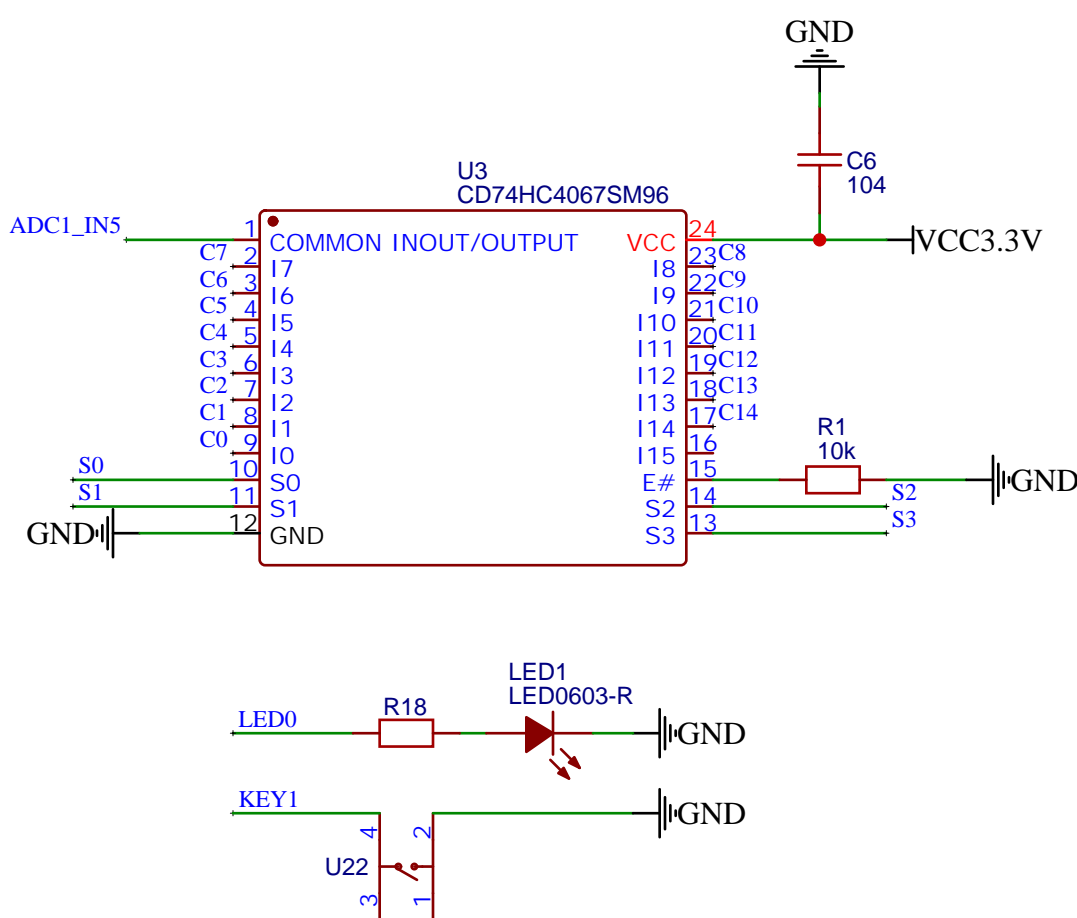 GND
C6
104
U3
CD74HC4067SM96
ADC1_IN5
1
COMMON INOUT/OUTPUT
VCC
24
VCC3.3V
C7
2
I7
I8
23
C8
C6
3
I6
I9
22
C9
C5
4
I5
I10
21
C10
C4
5
I4
I11
20
C11
C3
6
I3
I12
19
C12
C2
7
I2
I13
18
C13
C1
8
I1
I14
17
C14
C0
9
I0
I15
16
R1
10k
S0
10
S0
E#
15
GND
S1
11
S1
S2
14
S2
GND
12
GND
S3
13
S3
LED1
LED0603-R
LED0
R18
GND
KEY1
GND
4
2
U22
3
1